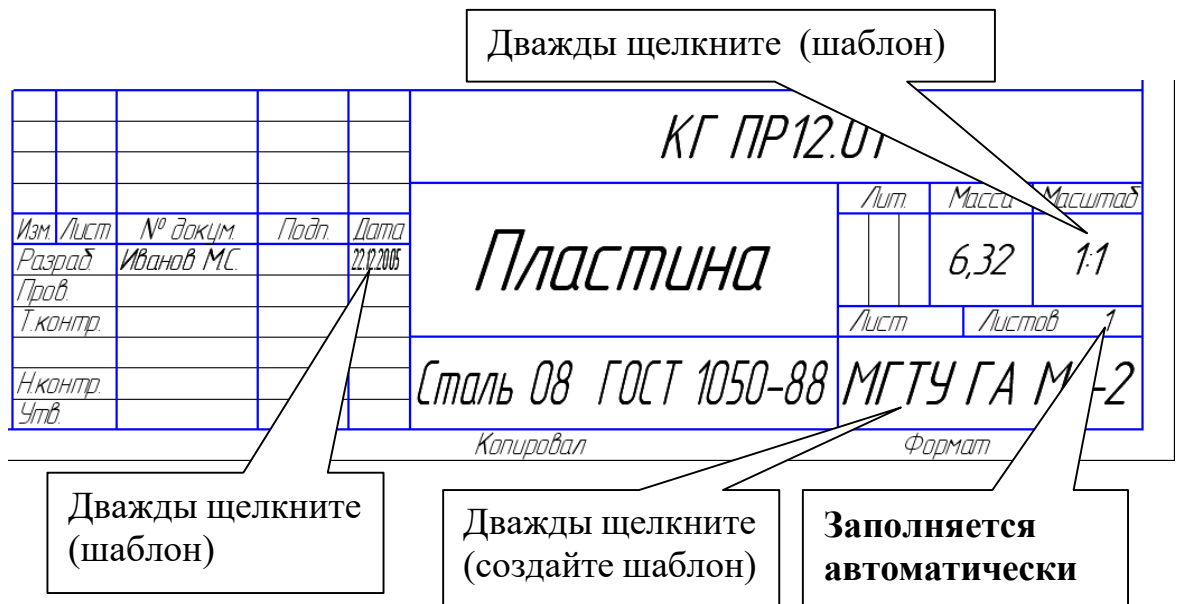 Дважды щелкните (шаблон)
КГ ПР12.01
Лит. Масса Масштаб
Изм. Лист № докум. Подп. Дата
Разраб. Иванов М.С. 22.12.2005
Пластина
6,32 1:1
Пров.
Т.контр.
Лист Листов 1
Н.контр.
Сталь 08 ГОСТ 1050-88
МГТУ ГА
Утв.
Копировал Формат
Дважды щелкните
(шаблон)
Дважды щелкните
(создайте шаблон)
Заполняется
автоматически